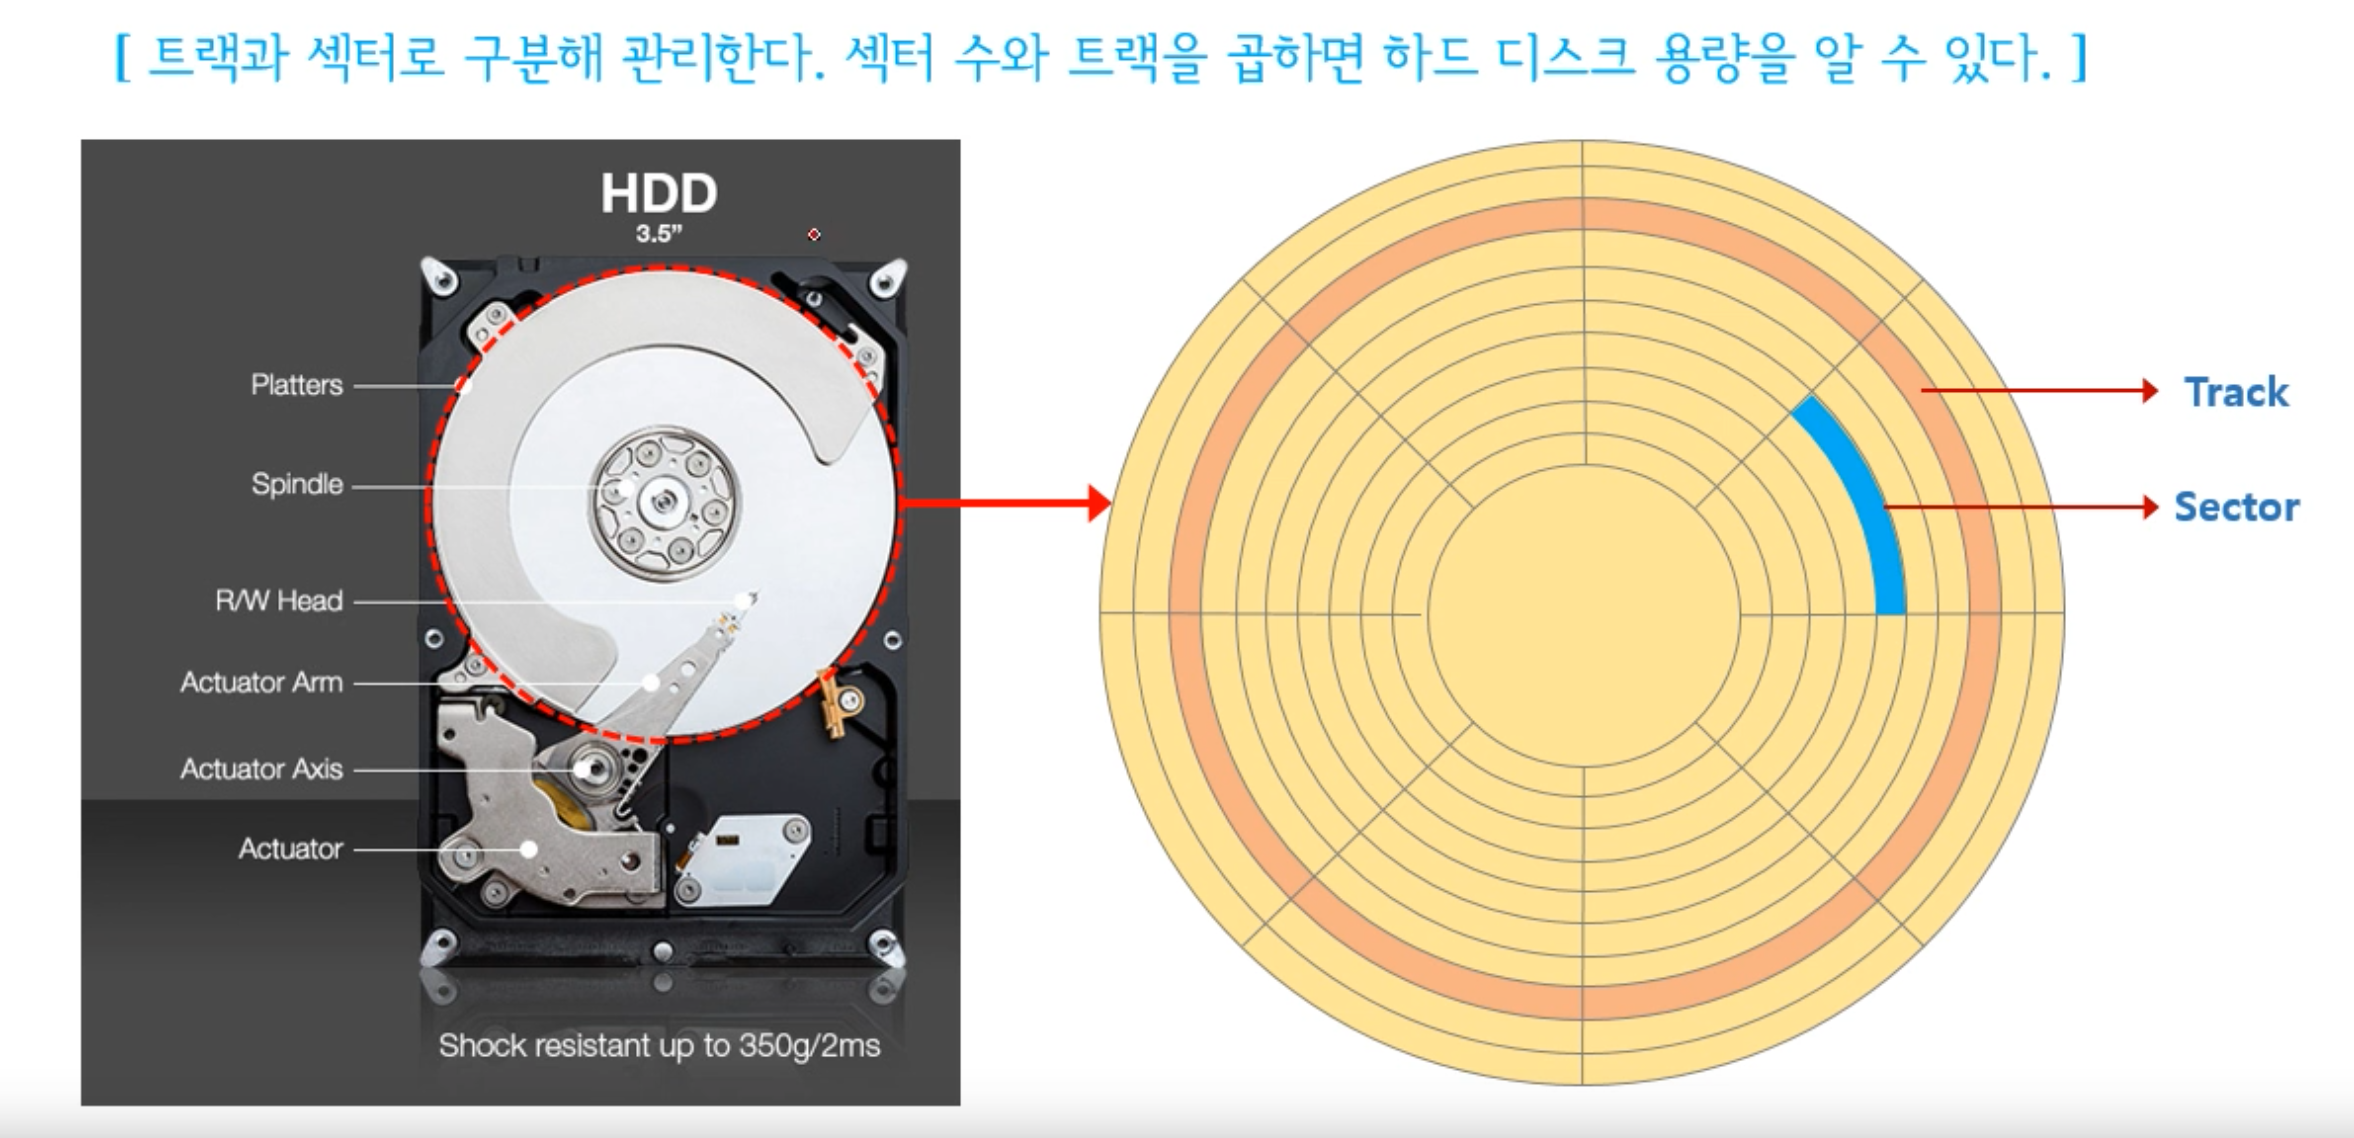 [ 트랙과 섹터로 구분해 관리한다. 섹터 수와 트랙을 곱하면 하드 디스크 용량을 알 수 있다. ]
HDD
3.5”
Platters
Spindle
R/W Head
Actuator Arm
Actuator Axis
Actuator
Shock resistant up to 350g/2ms
Track
Sector